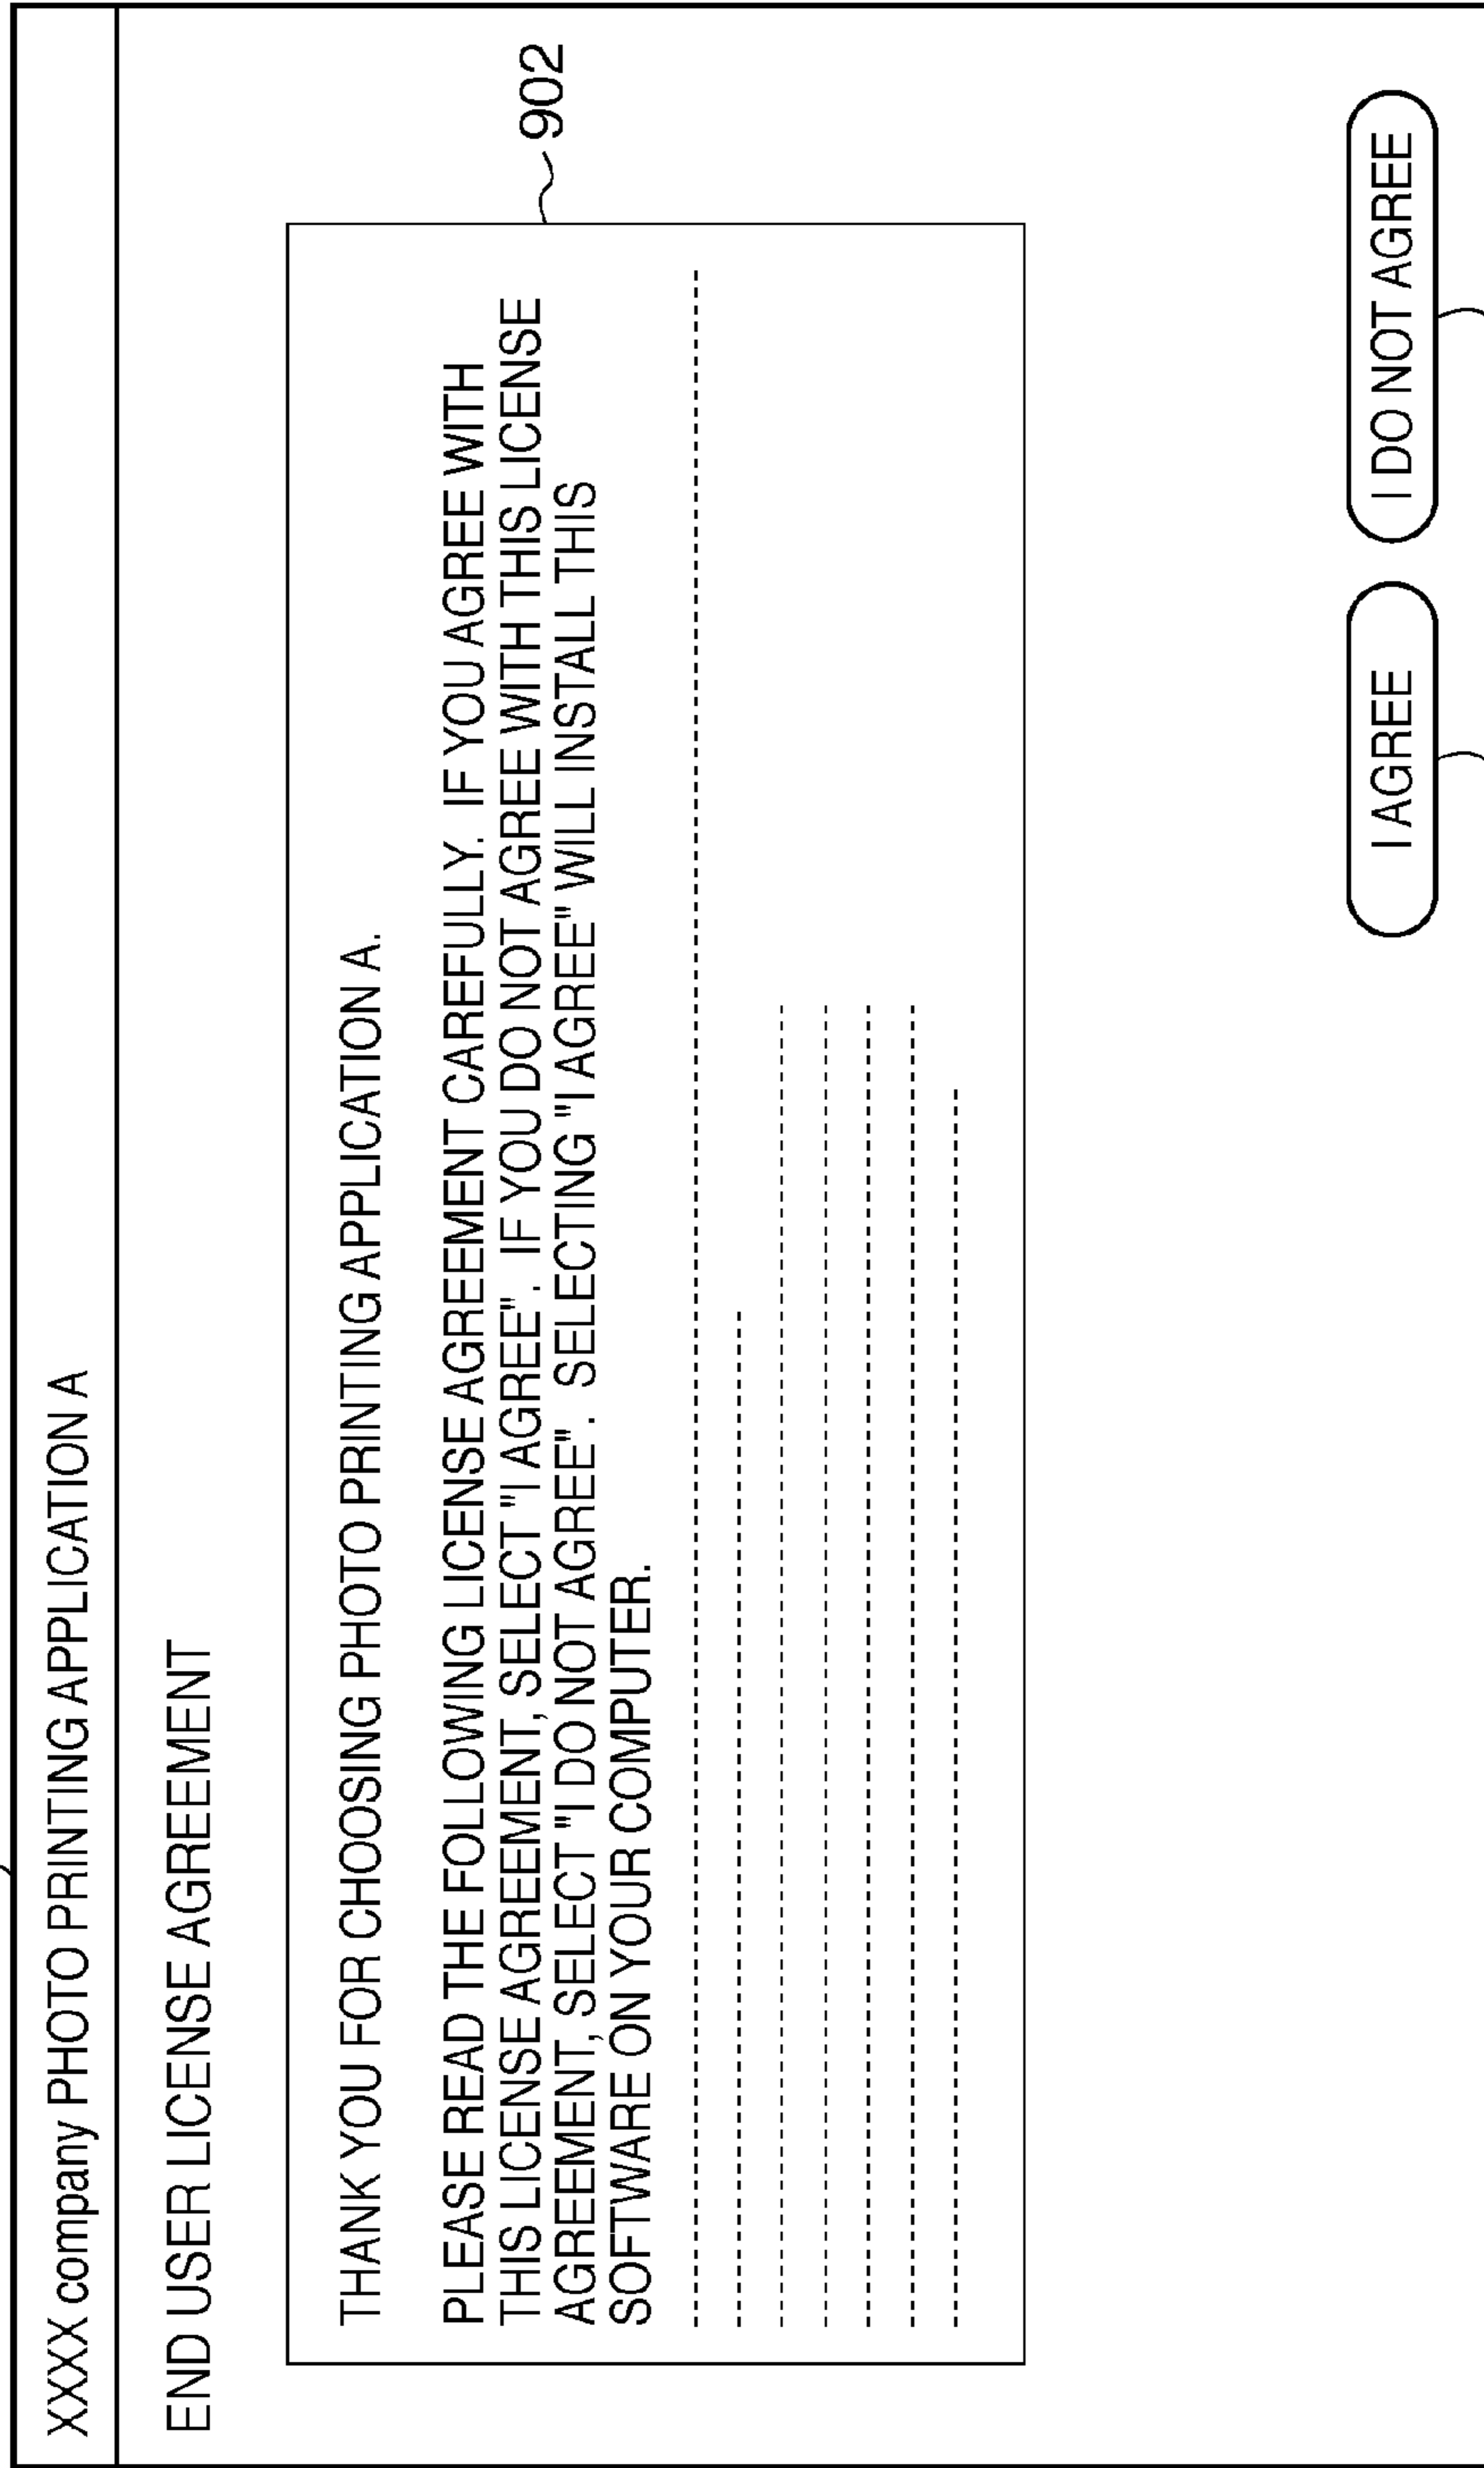 XXXX company PHOTO PRINTING APPLICATION A
END USER LICENSE AGREEMENT
THANK YOU FOR CHOOSING PHOTO PRINTING APPLICATION A.
PLEASE READ THE FOLLOWING LICENSE AGREEMENT CAREFULLY. IF YOU AGREE WITH
THIS LICENSE AGREEMENT, SELECT "I AGREE". IF YOU DO NOT AGREE WITH THIS LICENSE
AGREEMENT, SELECT "I DO NOT AGREE". SELECTING "I AGREE" WILL INSTALL THIS
SOFTWARE ON YOUR COMPUTER.
902
I AGREE
I DO NOT AGREE